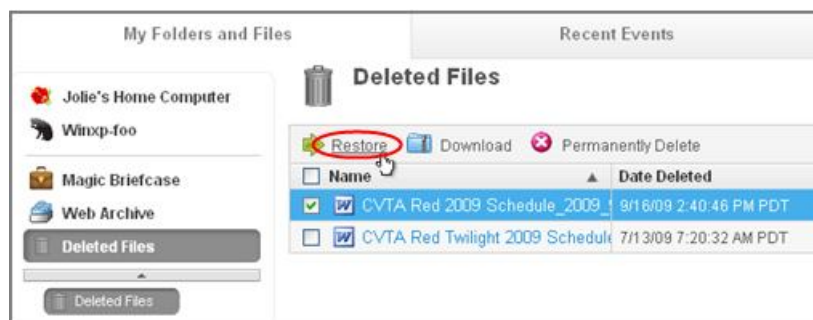 My Folders and Files
Recent Events
Jolie's Home Computer
Winxp-foo
Magic Briefcase
Web Archive
Deleted Files
Deleted Files
Deleted Files
Restore Download Permanently Delete
Name Date Deleted
CVTA Red 2009 Schedule_2009_ 9/16/09 2:40:46 PM PDT
CVTA Red Twilight 2009 Schedule 7/13/09 7:20:32 AM PDT